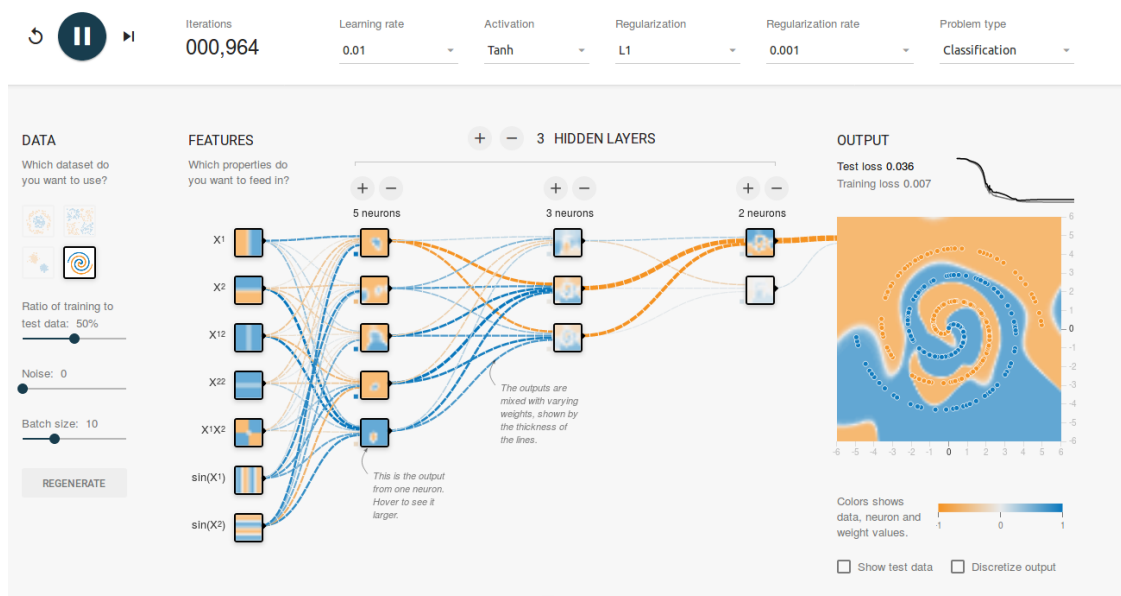 Iterations
000,964
Learning rate
0.01
Activation
Tanh
Regularization
L1
Regularization rate
0.001
Problem type
Classification
DATA
Which dataset do
you want to use?
Ratio of training to
test data: 50%
Noise: 0
Batch size: 10
REGENERATE
FEATURES
Which properties do
you want to feed in?
X1
X2
X12
X22
X1X2
sin(X1)
sin(X2)
+ − 3 HIDDEN LAYERS
+ −
5 neurons
+ −
3 neurons
+ −
2 neurons
The outputs are
mixed with varying
weights, shown by
the thickness of
the lines.
This is the output
from one neuron.
Hover to see it
larger.
OUTPUT
Test loss 0.036
Training loss 0.007
6
5
4
3
2
1
0
-1
-2
-3
-4
-5
-6
-6 -5 -4 -3 -2 -1 0 1 2 3 4 5 6
Colors shows
data, neuron and
weight values.
-1 0 1
Show test data
Discretize output